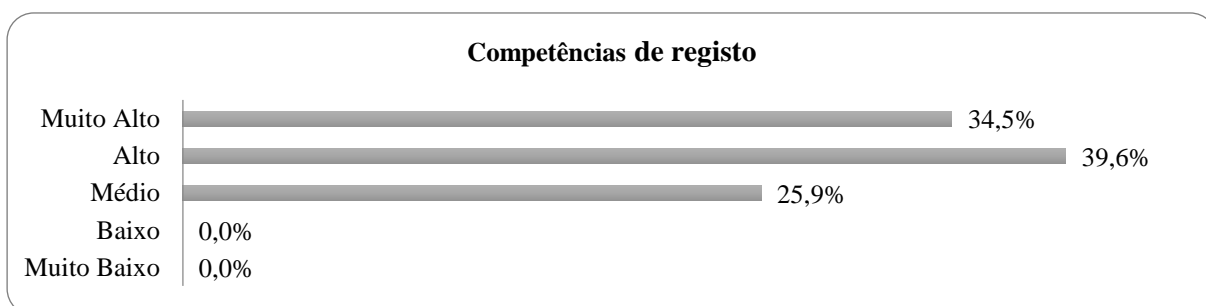 Competências de registo
Muito Alto 34,5%
Alto 39,6%
Médio 25,9%
Baixo 0,0%
Muito Baixo 0,0%